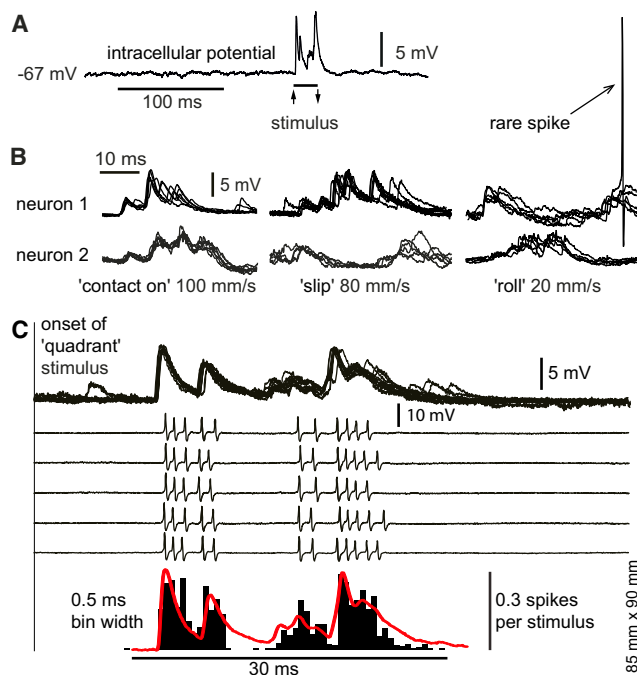 A
intracellular potential
5 mV
-67 mV
100 ms
stimulus
rare spike
B
10 ms
5 mV
neuron 1
neuron 2
'contact on' 100 mm/s
'slip' 80 mm/s
'roll' 20 mm/s
C
onset of
'quadrant'
stimulus
5 mV
10 mV
0.5 ms
bin width
0.3 spikes
per stimulus
30 ms
85 mm x 90 mm